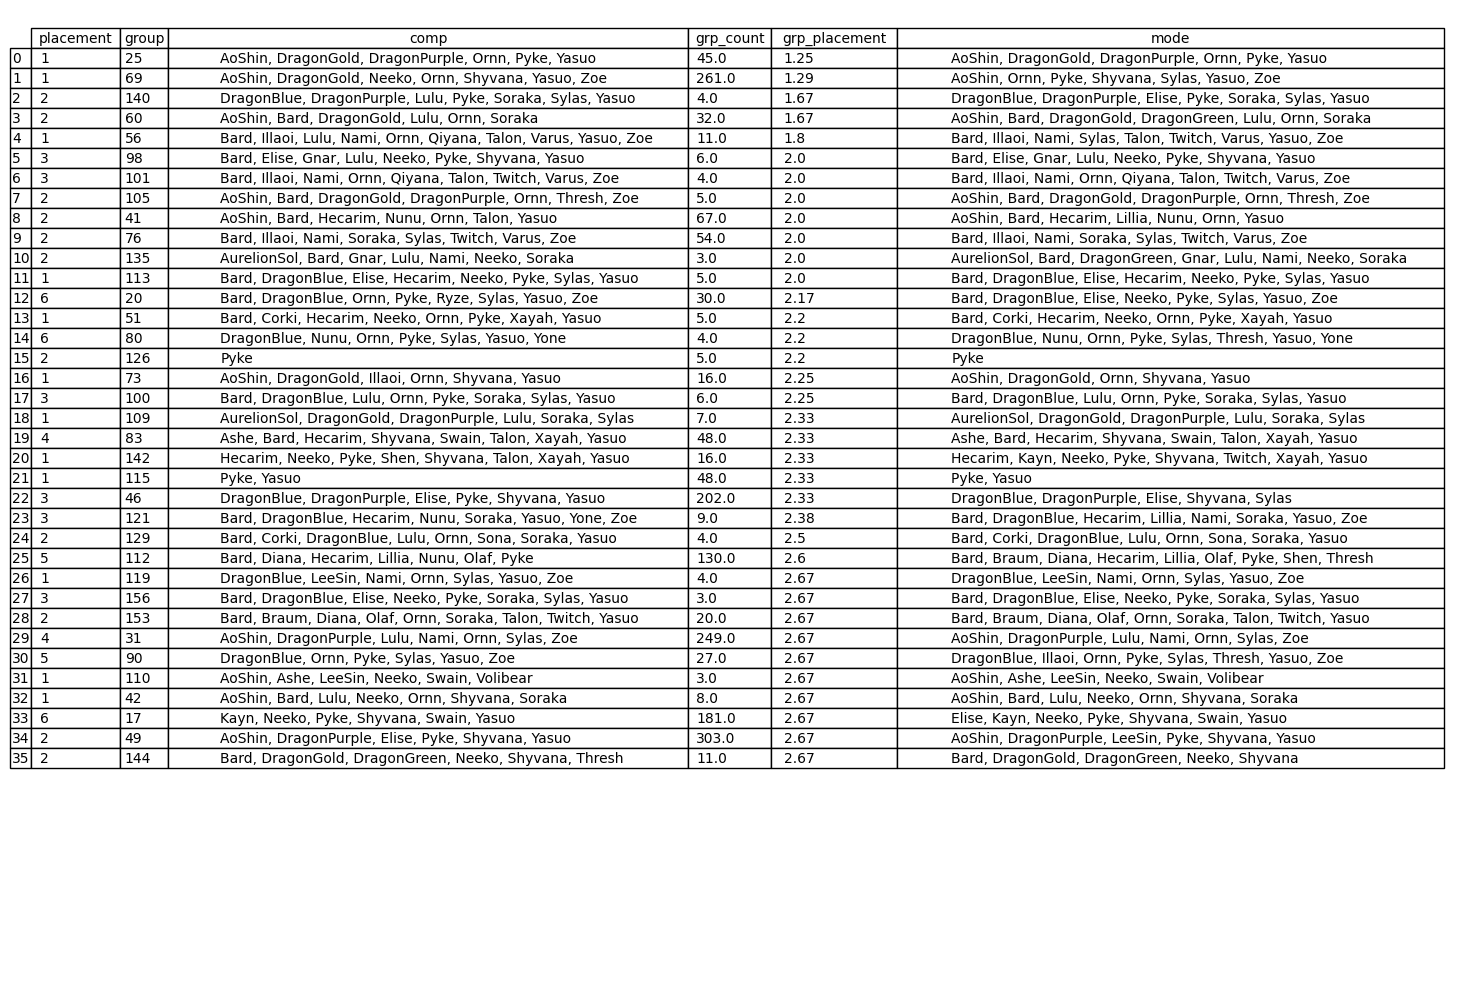 placement group comp grp_count grp_placement mode
0 1 25 AoShin, DragonGold, DragonPurple, Ornn, Pyke, Yasuo 45.0 1.25 AoShin, DragonGold, DragonPurple, Ornn, Pyke, Yasuo
1 1 69 AoShin, DragonGold, Neeko, Ornn, Shyvana, Yasuo, Zoe 261.0 1.29 AoShin, Ornn, Pyke, Shyvana, Sylas, Yasuo, Zoe
2 2 140 DragonBlue, DragonPurple, Lulu, Pyke, Soraka, Sylas, Yasuo 4.0 1.67 DragonBlue, DragonPurple, Elise, Pyke, Soraka, Sylas, Yasuo
3 2 60 AoShin, Bard, DragonGold, Lulu, Ornn, Soraka 32.0 1.67 AoShin, Bard, DragonGold, DragonGreen, Lulu, Ornn, Soraka
4 1 56 Bard, Illaoi, Lulu, Nami, Ornn, Qiyana, Talon, Varus, Yasuo, Zoe 11.0 1.8 Bard, Illaoi, Nami, Sylas, Talon, Twitch, Varus, Yasuo, Zoe
5 3 98 Bard, Elise, Gnar, Lulu, Neeko, Pyke, Shyvana, Yasuo 6.0 2.0 Bard, Elise, Gnar, Lulu, Neeko, Pyke, Shyvana, Yasuo
6 3 101 Bard, Illaoi, Nami, Ornn, Qiyana, Talon, Twitch, Varus, Zoe 4.0 2.0 Bard, Illaoi, Nami, Ornn, Qiyana, Talon, Twitch, Varus, Zoe
7 2 105 AoShin, Bard, DragonGold, DragonPurple, Ornn, Thresh, Zoe 5.0 2.0 AoShin, Bard, DragonGold, DragonPurple, Ornn, Thresh, Zoe
8 2 41 AoShin, Bard, Hecarim, Nunu, Ornn, Talon, Yasuo 67.0 2.0 AoShin, Bard, Hecarim, Lillia, Nunu, Ornn, Yasuo
9 2 76 Bard, Illaoi, Nami, Soraka, Sylas, Twitch, Varus, Zoe 54.0 2.0 Bard, Illaoi, Nami, Soraka, Sylas, Twitch, Varus, Zoe
10 2 135 AurelionSol, Bard, Gnar, Lulu, Nami, Neeko, Soraka 3.0 2.0 AurelionSol, Bard, DragonGreen, Gnar, Lulu, Nami, Neeko, Soraka
11 1 113 Bard, DragonBlue, Elise, Hecarim, Neeko, Pyke, Sylas, Yasuo 5.0 2.0 Bard, DragonBlue, Elise, Hecarim, Neeko, Pyke, Sylas, Yasuo
12 6 20 Bard, DragonBlue, Ornn, Pyke, Ryze, Sylas, Yasuo, Zoe 30.0 2.17 Bard, DragonBlue, Elise, Neeko, Pyke, Sylas, Yasuo, Zoe
13 1 51 Bard, Corki, Hecarim, Neeko, Ornn, Pyke, Xayah, Yasuo 5.0 2.2 Bard, Corki, Hecarim, Neeko, Ornn, Pyke, Xayah, Yasuo
14 6 80 DragonBlue, Nunu, Ornn, Pyke, Sylas, Yasuo, Yone 4.0 2.2 DragonBlue, Nunu, Ornn, Pyke, Sylas, Thresh, Yasuo, Yone
15 2 126 Pyke 5.0 2.2 Pyke
16 1 73 AoShin, DragonGold, Illaoi, Ornn, Shyvana, Yasuo 16.0 2.25 AoShin, DragonGold, Ornn, Shyvana, Yasuo
17 3 100 Bard, DragonBlue, Lulu, Ornn, Pyke, Soraka, Sylas, Yasuo 6.0 2.25 Bard, DragonBlue, Lulu, Ornn, Pyke, Soraka, Sylas, Yasuo
18 1 109 AurelionSol, DragonGold, DragonPurple, Lulu, Soraka, Sylas 7.0 2.33 AurelionSol, DragonGold, DragonPurple, Lulu, Soraka, Sylas
19 4 83 Ashe, Bard, Hecarim, Shyvana, Swain, Talon, Xayah, Yasuo 48.0 2.33 Ashe, Bard, Hecarim, Shyvana, Swain, Talon, Xayah, Yasuo
20 1 142 Hecarim, Neeko, Pyke, Shen, Shyvana, Talon, Xayah, Yasuo 16.0 2.33 Hecarim, Kayn, Neeko, Pyke, Shyvana, Twitch, Xayah, Yasuo
21 1 115 Pyke, Yasuo 48.0 2.33 Pyke, Yasuo
22 3 46 DragonBlue, DragonPurple, Elise, Pyke, Shyvana, Yasuo 202.0 2.33 DragonBlue, DragonPurple, Elise, Shyvana, Sylas
23 3 121 Bard, DragonBlue, Hecarim, Nunu, Soraka, Yasuo, Yone, Zoe 9.0 2.38 Bard, DragonBlue, Hecarim, Lillia, Nami, Soraka, Yasuo, Zoe
24 2 129 Bard, Corki, DragonBlue, Lulu, Ornn, Sona, Soraka, Yasuo 4.0 2.5 Bard, Corki, DragonBlue, Lulu, Ornn, Sona, Soraka, Yasuo
25 5 112 Bard, Diana, Hecarim, Lillia, Nunu, Olaf, Pyke 130.0 2.6 Bard, Braum, Diana, Hecarim, Lillia, Olaf, Pyke, Shen, Thresh
26 1 119 DragonBlue, LeeSin, Nami, Ornn, Sylas, Yasuo, Zoe 4.0 2.67 DragonBlue, LeeSin, Nami, Ornn, Sylas, Yasuo, Zoe
27 3 156 Bard, DragonBlue, Elise, Neeko, Pyke, Soraka, Sylas, Yasuo 3.0 2.67 Bard, DragonBlue, Elise, Neeko, Pyke, Soraka, Sylas, Yasuo
28 2 153 Bard, Braum, Diana, Olaf, Ornn, Soraka, Talon, Twitch, Yasuo 20.0 2.67 Bard, Braum, Diana, Olaf, Ornn, Soraka, Talon, Twitch, Yasuo
29 4 31 AoShin, DragonPurple, Lulu, Nami, Ornn, Sylas, Zoe 249.0 2.67 AoShin, DragonPurple, Lulu, Nami, Ornn, Sylas, Zoe
30 5 90 DragonBlue, Ornn, Pyke, Sylas, Yasuo, Zoe 27.0 2.67 DragonBlue, Illaoi, Ornn, Pyke, Sylas, Thresh, Yasuo, Zoe
31 1 110 AoShin, Ashe, LeeSin, Neeko, Swain, Volibear 3.0 2.67 AoShin, Ashe, LeeSin, Neeko, Swain, Volibear
32 1 42 AoShin, Bard, Lulu, Neeko, Ornn, Shyvana, Soraka 8.0 2.67 AoShin, Bard, Lulu, Neeko, Ornn, Shyvana, Soraka
33 6 17 Kayn, Neeko, Pyke, Shyvana, Swain, Yasuo 181.0 2.67 Elise, Kayn, Neeko, Pyke, Shyvana, Swain, Yasuo
34 2 49 AoShin, DragonPurple, Elise, Pyke, Shyvana, Yasuo 303.0 2.67 AoShin, DragonPurple, LeeSin, Pyke, Shyvana, Yasuo
35 2 144 Bard, DragonGold, DragonGreen, Neeko, Shyvana, Thresh 11.0 2.67 Bard, DragonGold, DragonGreen, Neeko, Shyvana